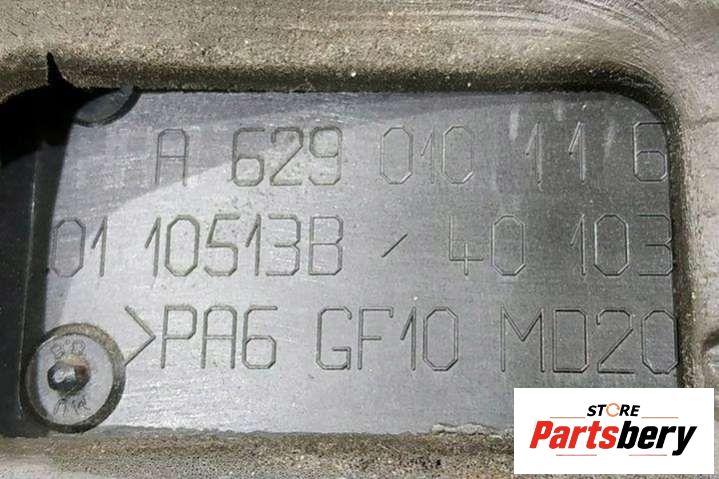 A 629 010 11 6
01 10513B / 40 103
>PA6 GF10 MD20
STORE
Partsbery